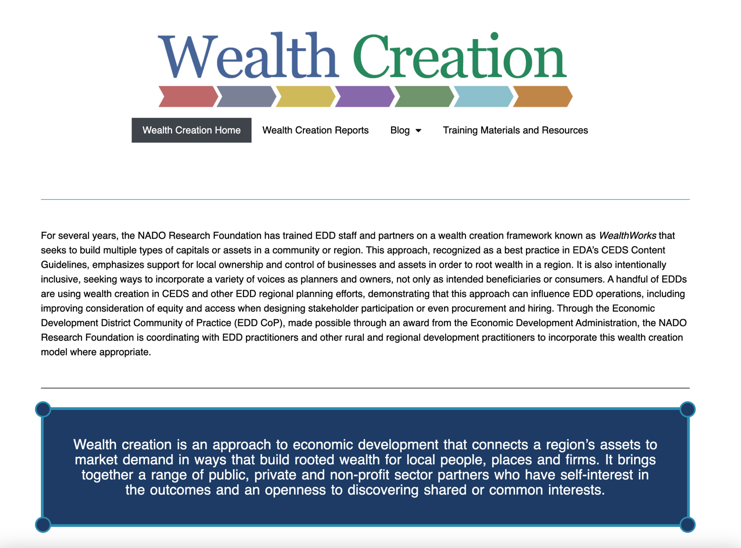 Wealth Creation
Wealth Creation Home
Wealth Creation Reports
Blog
Training Materials and Resources
For several years, the NADO Research Foundation has trained EDD staff and partners on a wealth creation framework known as WealthWorks that
seeks to build multiple types of capitals or assets in a community or region. This approach, recognized as a best practice in EDA's CEDS Content
Guidelines, emphasizes support for local ownership and control of businesses and assets in order to root wealth in a region. It is also intentionally
inclusive, seeking ways to incorporate a variety of voices as planners and owners, not only as intended beneficiaries or consumers. A handful of EDDs
are using wealth creation in CEDS and other EDD regional planning efforts, demonstrating that this approach can influence EDD operations, including
improving consideration of equity and access when designing stakeholder participation or even procurement and hiring. Through the Economic
Development District Community of Practice (EDD CoP), made possible through an award from the Economic Development Administration, the NADO
Research Foundation is coordinating with EDD practitioners and other rural and regional development practitioners to incorporate this wealth creation
model where appropriate.
Wealth creation is an approach to economic development that connects a region's assets to
market demand in ways that build rooted wealth for local people, places and firms. It brings
together a range of public, private and non-profit sector partners who have self-interest in
the outcomes and an openness to discovering shared or common interests.